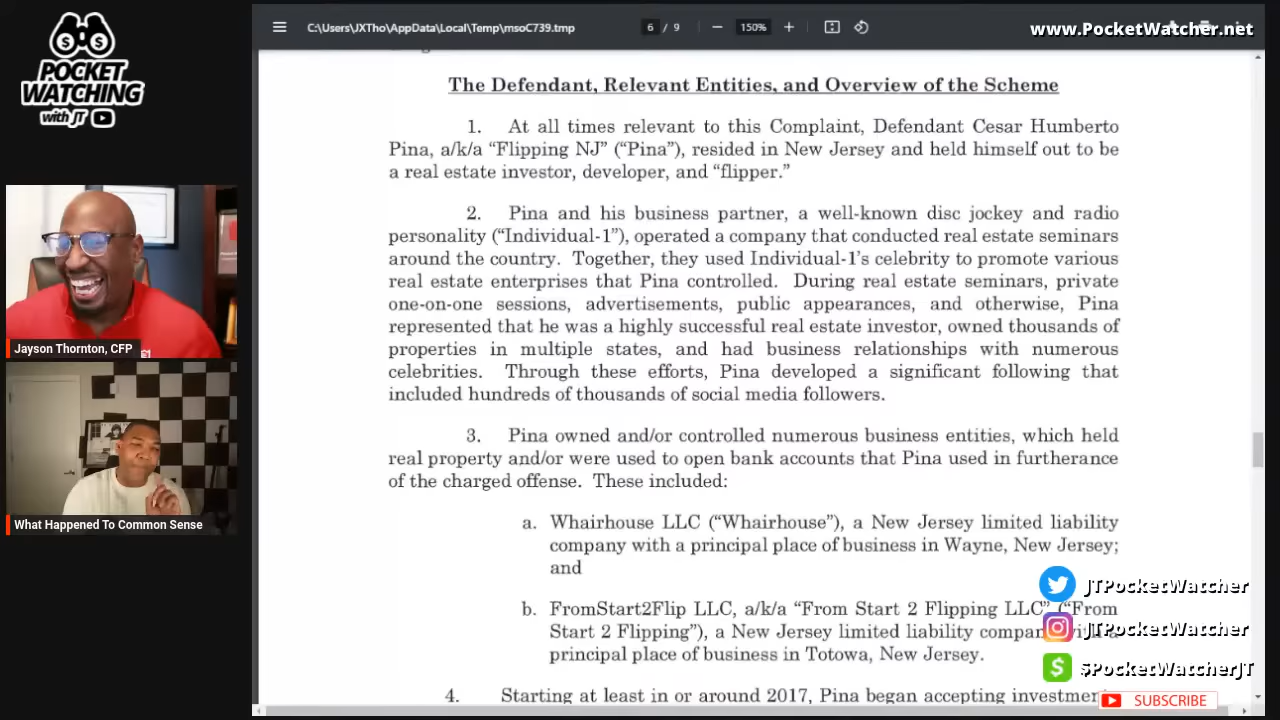 C:\Users\JXTho\AppData\Local\Temp\msoC739.tmp
6 / 9
150%
www.PocketWatcher.net
POCKET
WATCHING
with JT
The Defendant, Relevant Entities, and Overview of the Scheme
1. At all times relevant to this Complaint, Defendant Cesar Humberto
Pina, a/k/a “Flipping NJ” (“Pina”), resided in New Jersey and held himself out to be
a real estate investor, developer, and “flipper.”
2. Pina and his business partner, a well-known disc jockey and radio
personality (“Individual-1”), operated a company that conducted real estate seminars
around the country. Together, they used Individual-1’s celebrity to promote various
real estate enterprises that Pina controlled. During real estate seminars, private
one-on-one sessions, advertisements, public appearances, and otherwise, Pina
represented that he was a highly successful real estate investor, owned thousands of
properties in multiple states, and had business relationships with numerous
celebrities. Through these efforts, Pina developed a significant following that
included hundreds of thousands of social media followers.
3. Pina owned and/or controlled numerous business entities, which held
real property and/or were used to open bank accounts that Pina used in furtherance
of the charged offense. These included:
a. Whairhouse LLC (“Whairhouse”), a New Jersey limited liability
company with a principal place of business in Wayne, New Jersey;
and
b. FromStart2Flip LLC, a/k/a “From Start 2 Flipping LLC” (“From
Start 2 Flipping”), a New Jersey limited liability
principal place of business in Totowa, New Jersey.
4. Starting at least in or around 2017, Pina began accepting
Jayson Thornton, CFP
What Happened To Common Sense
JTPocketWatcher
JTPocketWatcher
$PocketWatcherJT
SUBSCRIBE